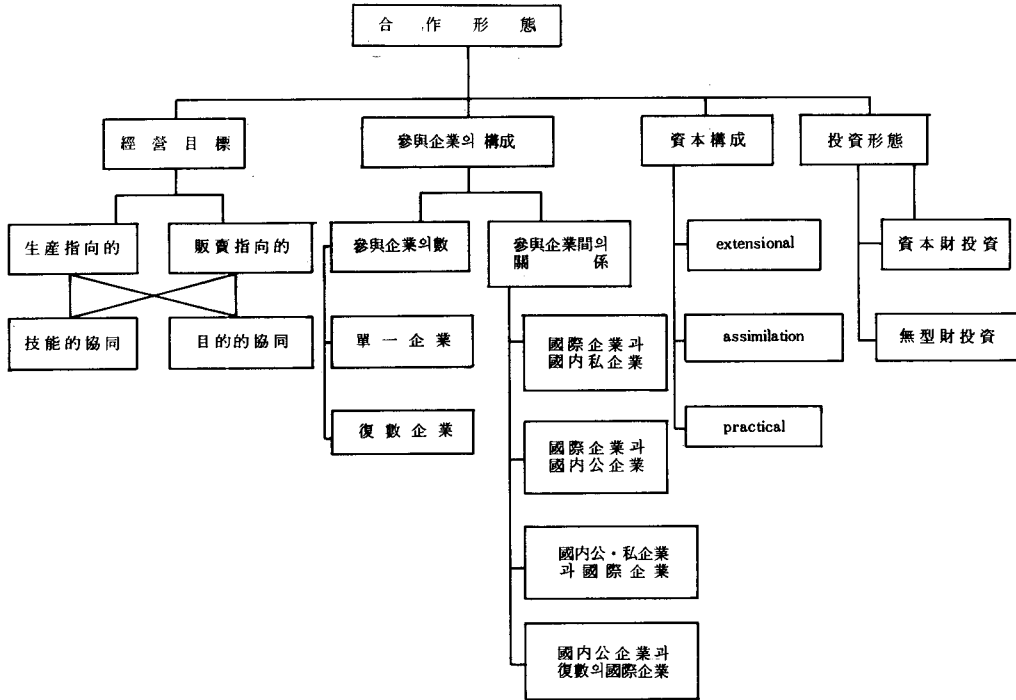 合作形態
經營目標
參與企業의 構成
資本構成
投資形態
生産指向的
販賣指向的
參與企業의數
參與企業間의
關係
extensional
資本財投資
技能的協同
目的的協同
單一企業
國際企業과
國内私企業
assimilation
無型財投資
復數企業
國際企業과
國内公企業
practical
國内公・私企業
과 國際企業
國内公企業과
復數의國際企業